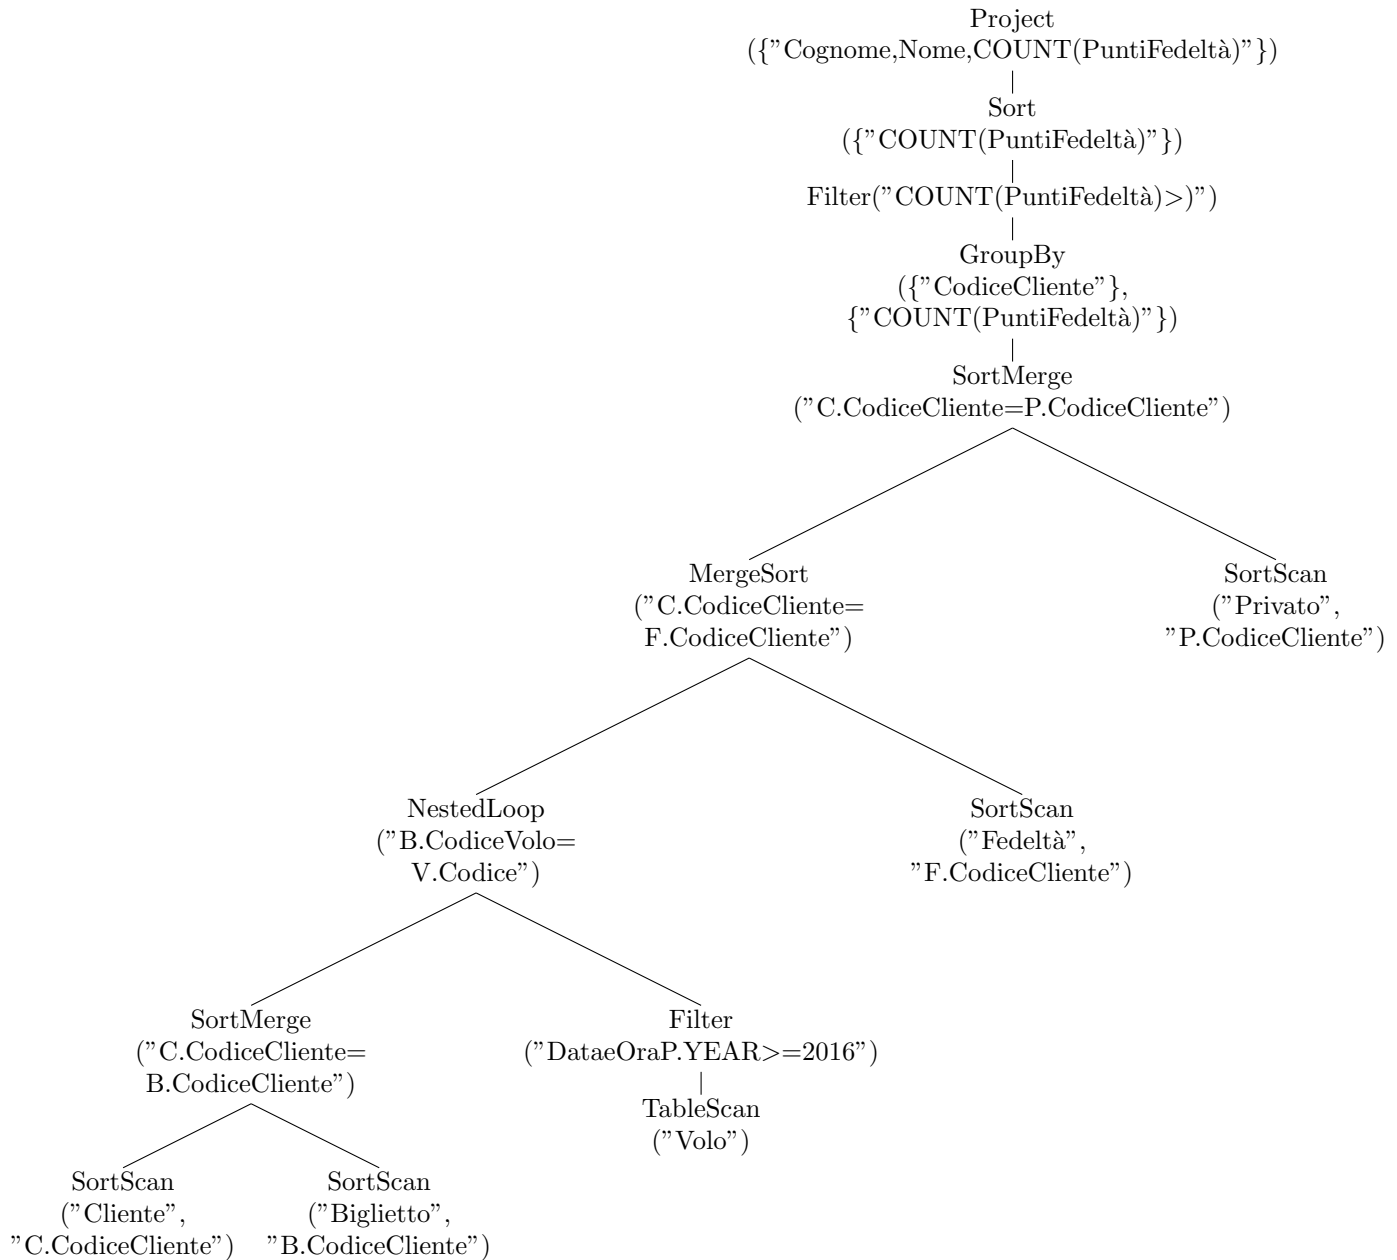 Project
({”Cognome,Nome,COUNT(PuntiFedeltà)”})
Sort
({”COUNT(PuntiFedeltà)”})
Filter(”COUNT(PuntiFedeltà)>)”)
GroupBy
({”CodiceCliente”},
{”COUNT(PuntiFedeltà)”})
SortMerge
(”C.CodiceCliente=P.CodiceCliente”)
MergeSort
(”C.CodiceCliente=
F.CodiceCliente”)
SortScan
(”Privato”,
”P.CodiceCliente”)
NestedLoop
(”B.CodiceVolo=
V.Codice”)
SortScan
(”Fedeltà”,
”F.CodiceCliente”)
SortMerge
(”C.CodiceCliente=
B.CodiceCliente”)
Filter
(”DataeOraP.YEAR>=2016”)
TableScan
(”Volo”)
SortScan
(”Cliente”,
”C.CodiceCliente”)
SortScan
(”Biglietto”,
”B.CodiceCliente”)